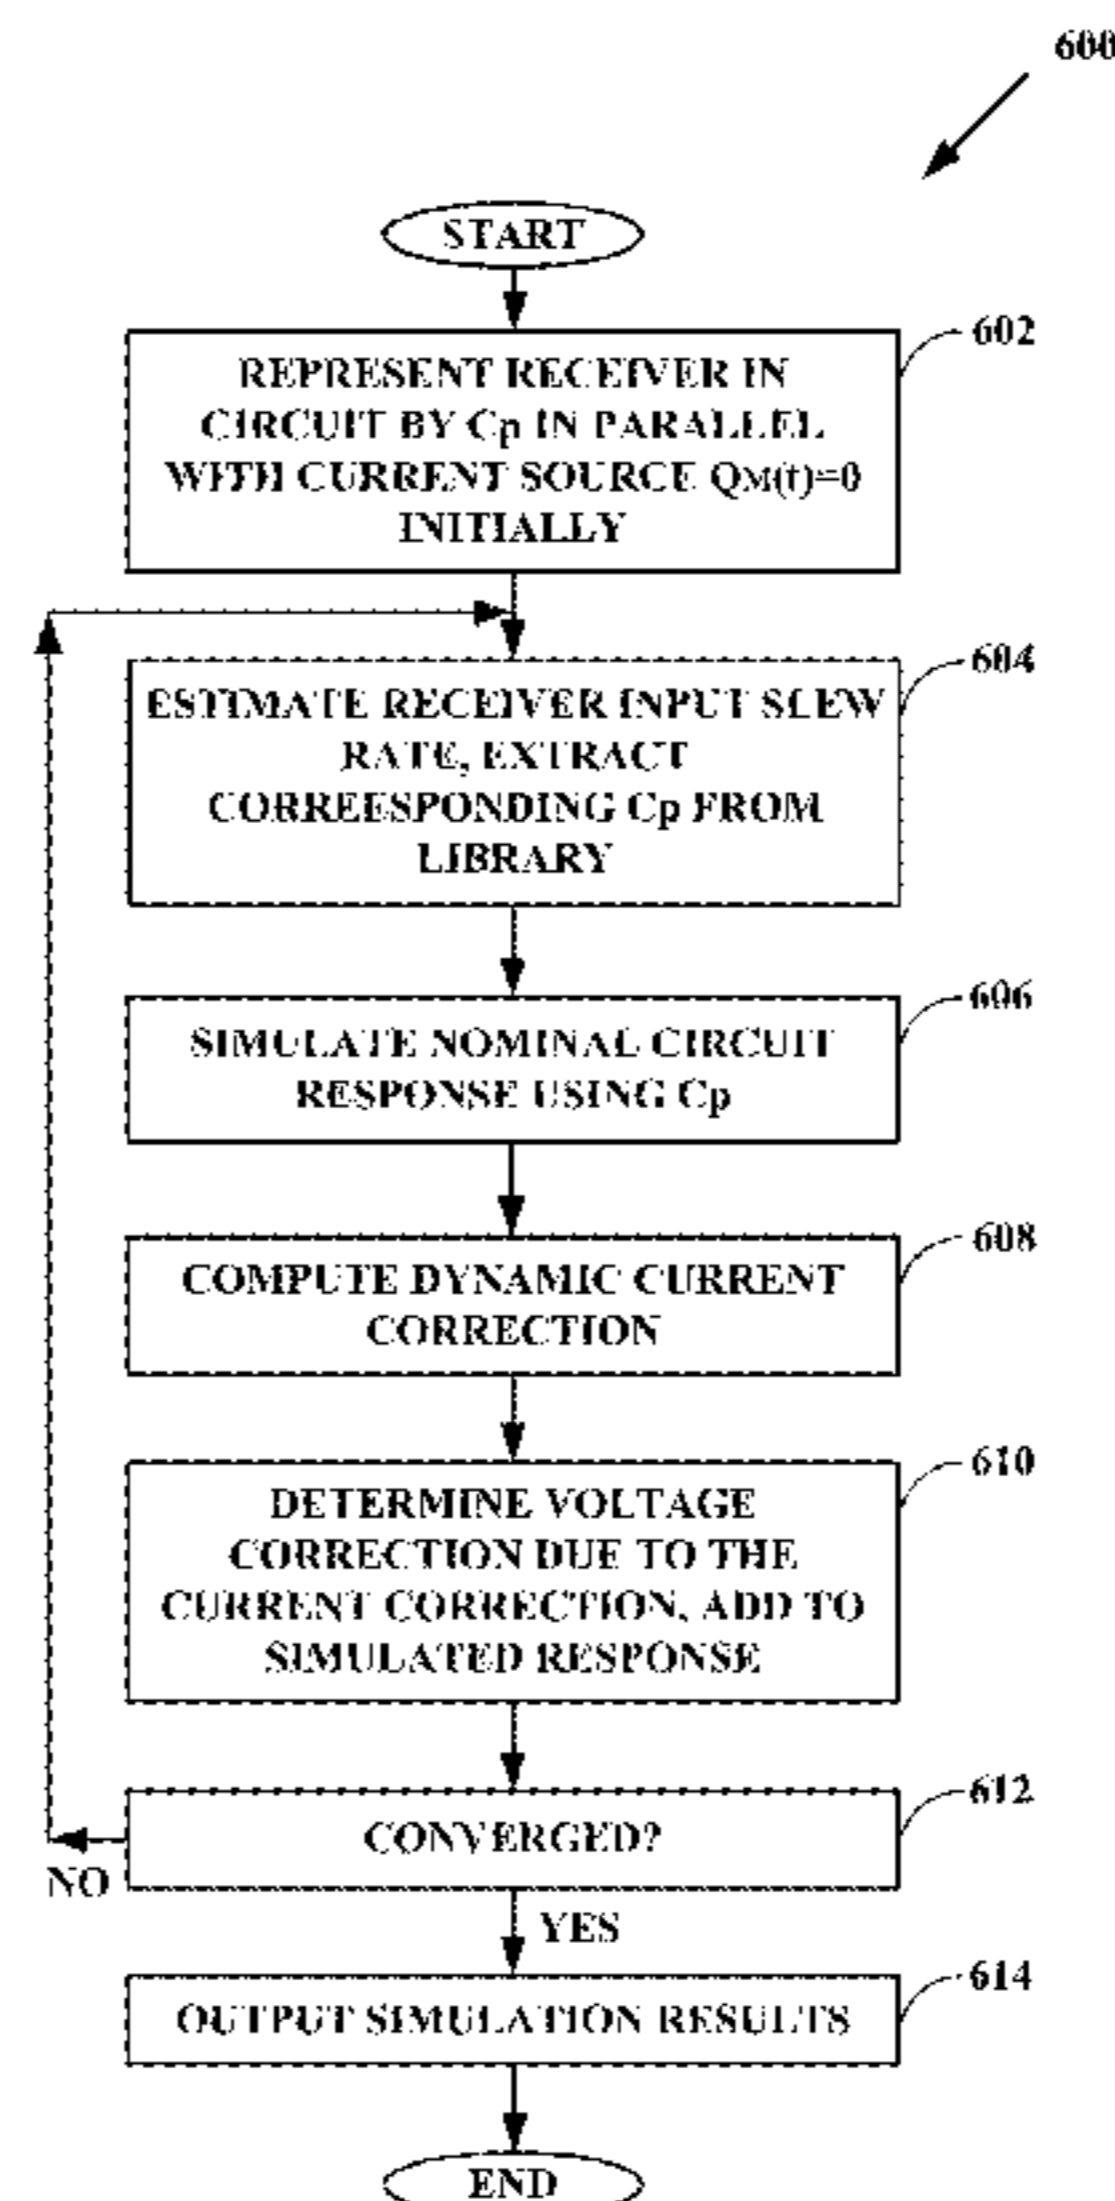 600
START
602
REPRESENT RECEIVER IN
CIRCUIT BY Cp IN PARALLEL
WITH CURRENT SOURCE QM(t)=0
INITIALLY
604
ESTIMATE RECEIVER INPUT SLEW
RATE, EXTRACT
CORREESPONDING Cp FROM
LIBRARY
606
SIMULATE NOMINAL CIRCUIT
RESPONSE USING Cp
608
COMPUTE DYNAMIC CURRENT
CORRECTION
610
DETERMINE VOLTAGE
CORRECTION DUE TO THE
CURRENT CORRECTION, ADD TO
SIMULATED RESPONSE
612
CONVERGED?
NO
YES
614
OUTPUT SIMULATION RESULTS
END